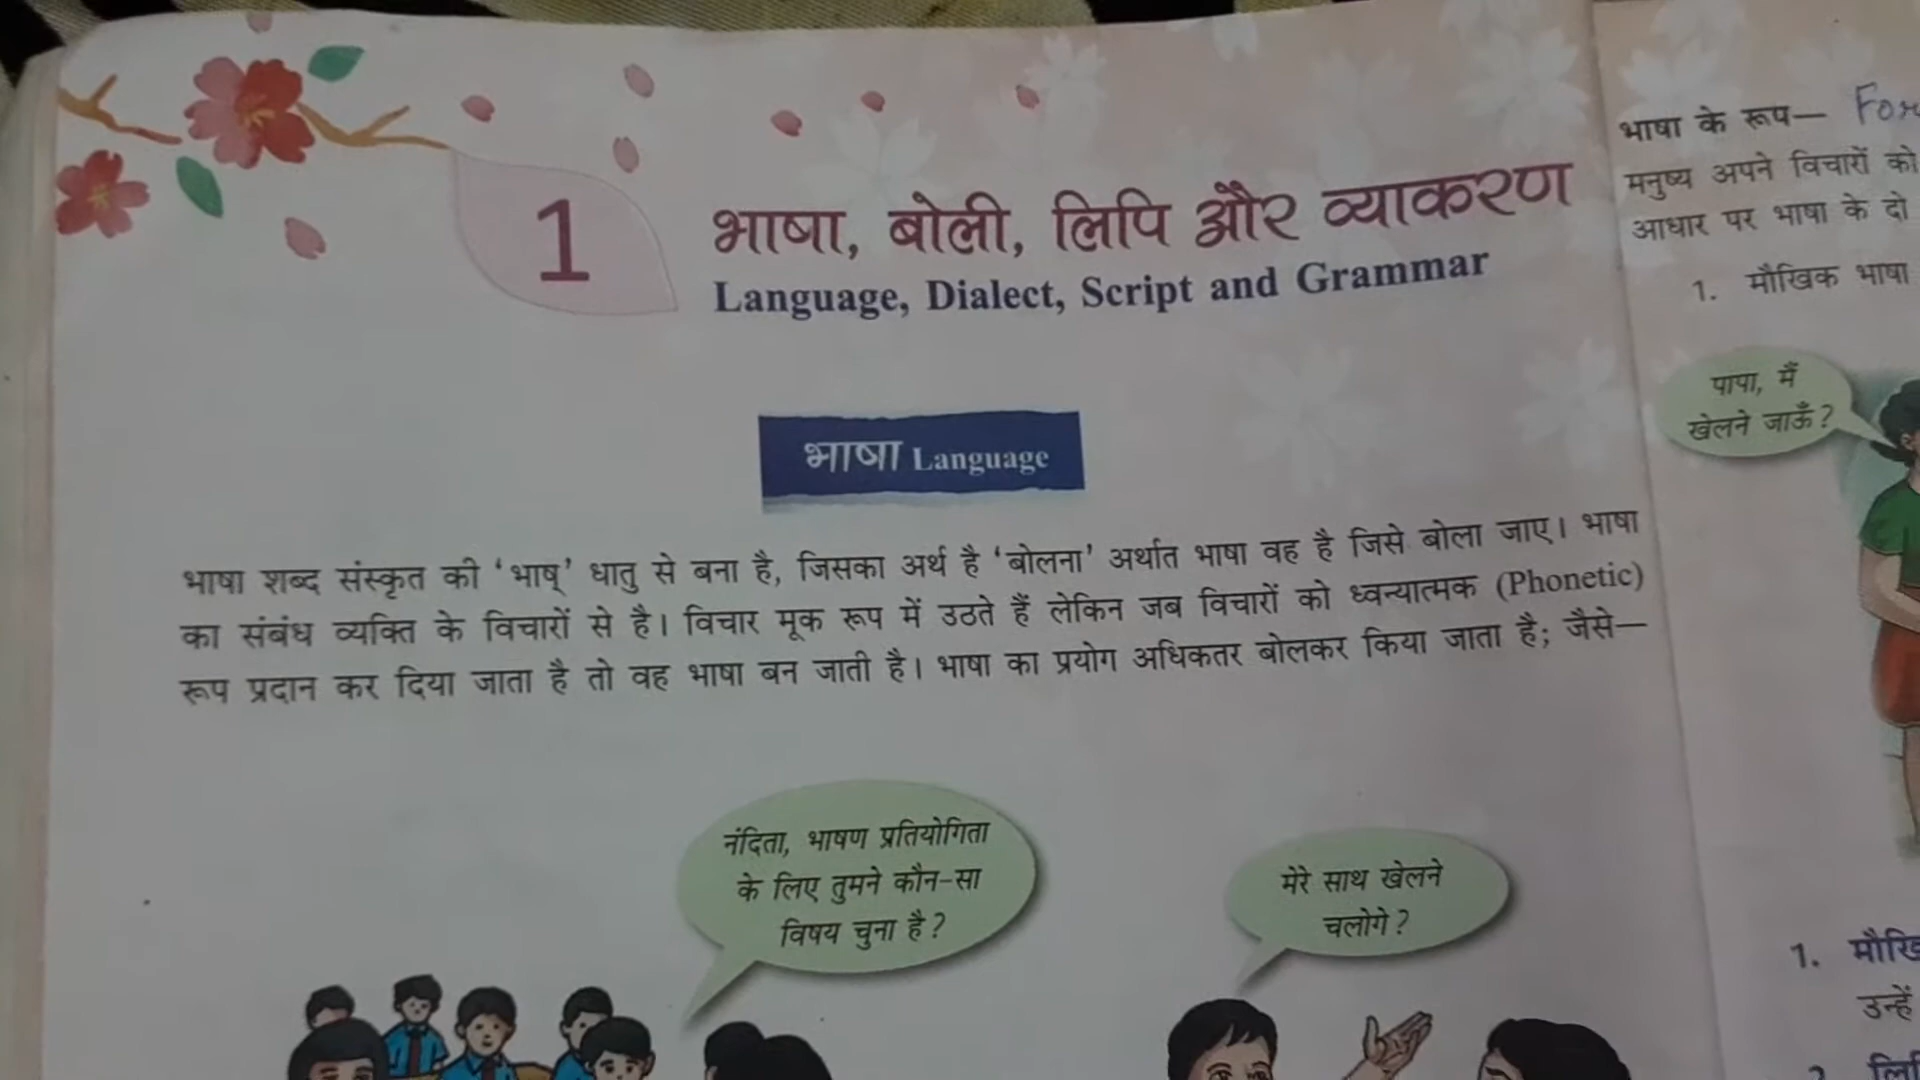 1
भाषा, बोली, लिपि और व्याकरण
Language, Dialect, Script and Grammar
भाषा Language
भाषा शब्द संस्कृत की ‘भाष्’ धातु से बना है, जिसका अर्थ है ‘बोलना’ अर्थात भाषा वह है जिसे बोला जाए। भाषा
का संबंध व्यक्ति के विचारों से है। विचार मूक रूप में उठते हैं लेकिन जब विचारों को ध्वन्यात्मक (Phonetic)
रूप प्रदान कर दिया जाता है तो वह भाषा बन जाती है। भाषा का प्रयोग अधिकतर बोलकर किया जाता है; जैसे—
नंदिता, भाषण प्रतियोगिता
के लिए तुमने कौन-सा
विषय चुना है?
मेरे साथ खेलने
चलोगे?
भाषा के रूप—
मनुष्य अपने विचारों को
आधार पर भाषा के दो
1. मौखिक भाषा
पापा, मैं
खेलने जाऊँ?
1.
उन्हें